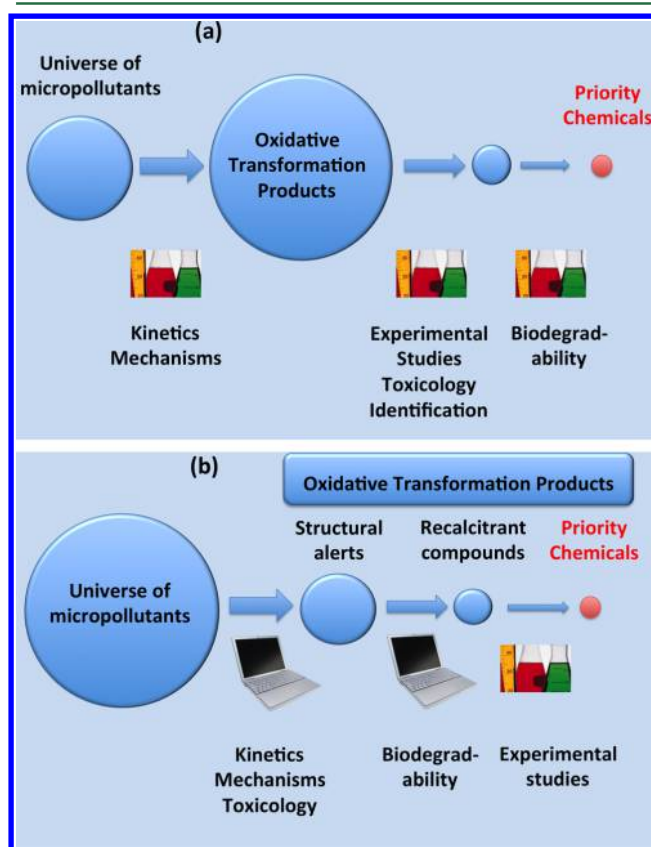 (a)
Universe of
micropollutants
Oxidative
Transformation
Products
Priority
Chemicals
Kinetics
Mechanisms
Experimental
Studies
Toxicology
Identification
Biodegrad-
ability
(b)
Oxidative Transformation Products
Structural
alerts
Recalcitrant
compounds
Priority
Chemicals
Universe of
micropollutants
Kinetics
Mechanisms
Toxicology
Biodegrad-
ability
Experimental
studies